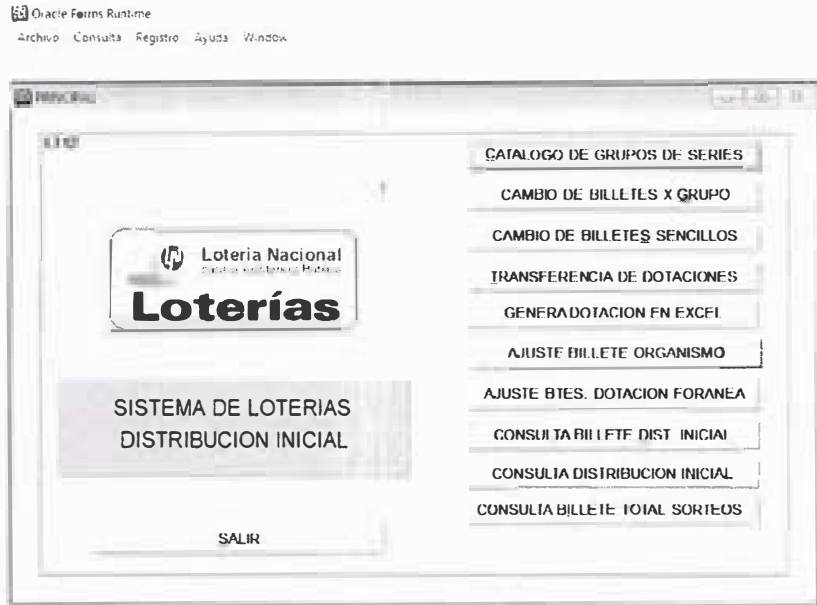 Oracle Forms Runtime
Archivo Consulta Registro Ayuda Window
PRINCIPAL
Lotería Nacional
Loterías
SISTEMA DE LOTERIAS
DISTRIBUCION INICIAL
SALIR
CATALOGO DE GRUPOS DE SERIES
CAMBIO DE BILLETES X GRUPO
CAMBIO DE BILLETES SENCILLOS
TRANSFERENCIA DE DOTACIONES
GENERA DOTACION EN EXCEL
AJUSTE BILLETE ORGANISMO
AJUSTE BTES. DOTACION FORANEA
CONSULTA BILLETE DIST. INICIAL
CONSULTA DISTRIBUCION INICIAL
CONSULTA BILLETE TOTAL SORTEOS